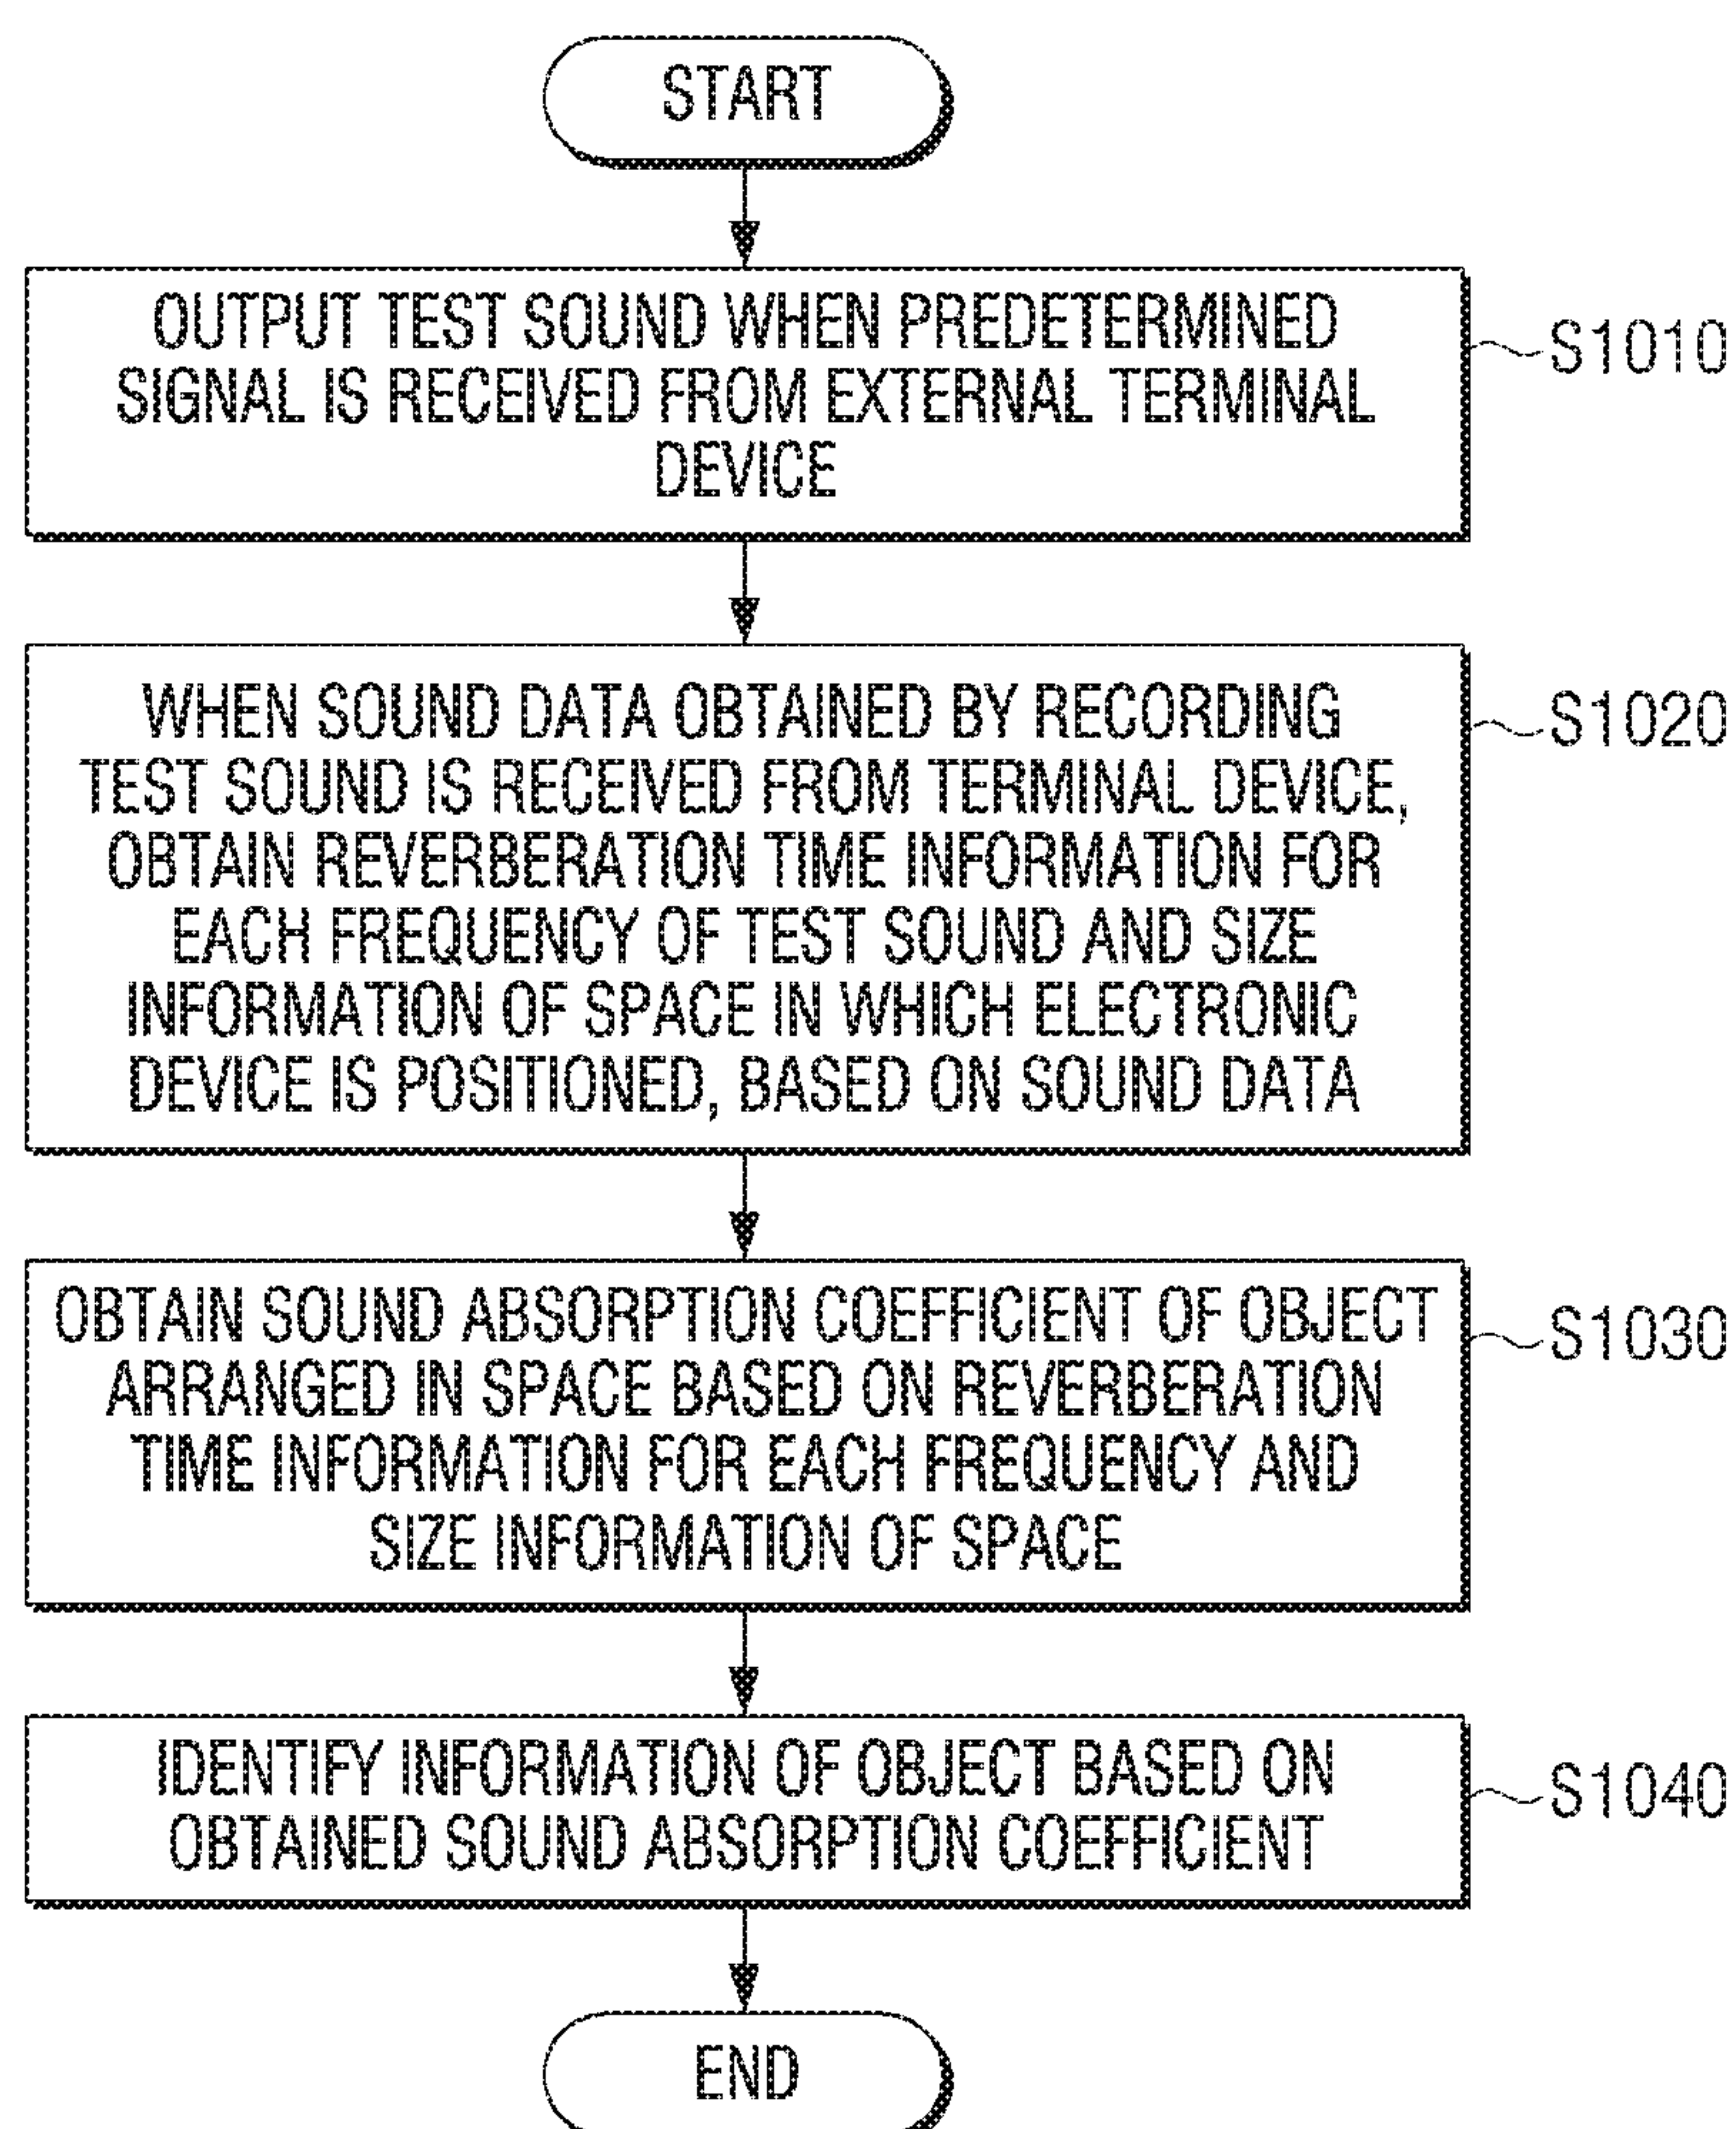 START
OUTPUT TEST SOUND WHEN PREDETERMINED
SIGNAL IS RECEIVED FROM EXTERNAL TERMINAL
DEVICE
S1010
WHEN SOUND DATA OBTAINED BY RECORDING
TEST SOUND IS RECEIVED FROM TERMINAL DEVICE,
OBTAIN REVERBERATION TIME INFORMATION FOR
EACH FREQUENCY OF TEST SOUND AND SIZE
INFORMATION OF SPACE IN WHICH ELECTRONIC
DEVICE IS POSITIONED, BASED ON SOUND DATA
S1020
OBTAIN SOUND ABSORPTION COEFFICIENT OF OBJECT
ARRANGED IN SPACE BASED ON REVERBERATION
TIME INFORMATION FOR EACH FREQUENCY AND
SIZE INFORMATION OF SPACE
S1030
IDENTIFY INFORMATION OF OBJECT BASED ON
OBTAINED SOUND ABSORPTION COEFFICIENT
S1040
END